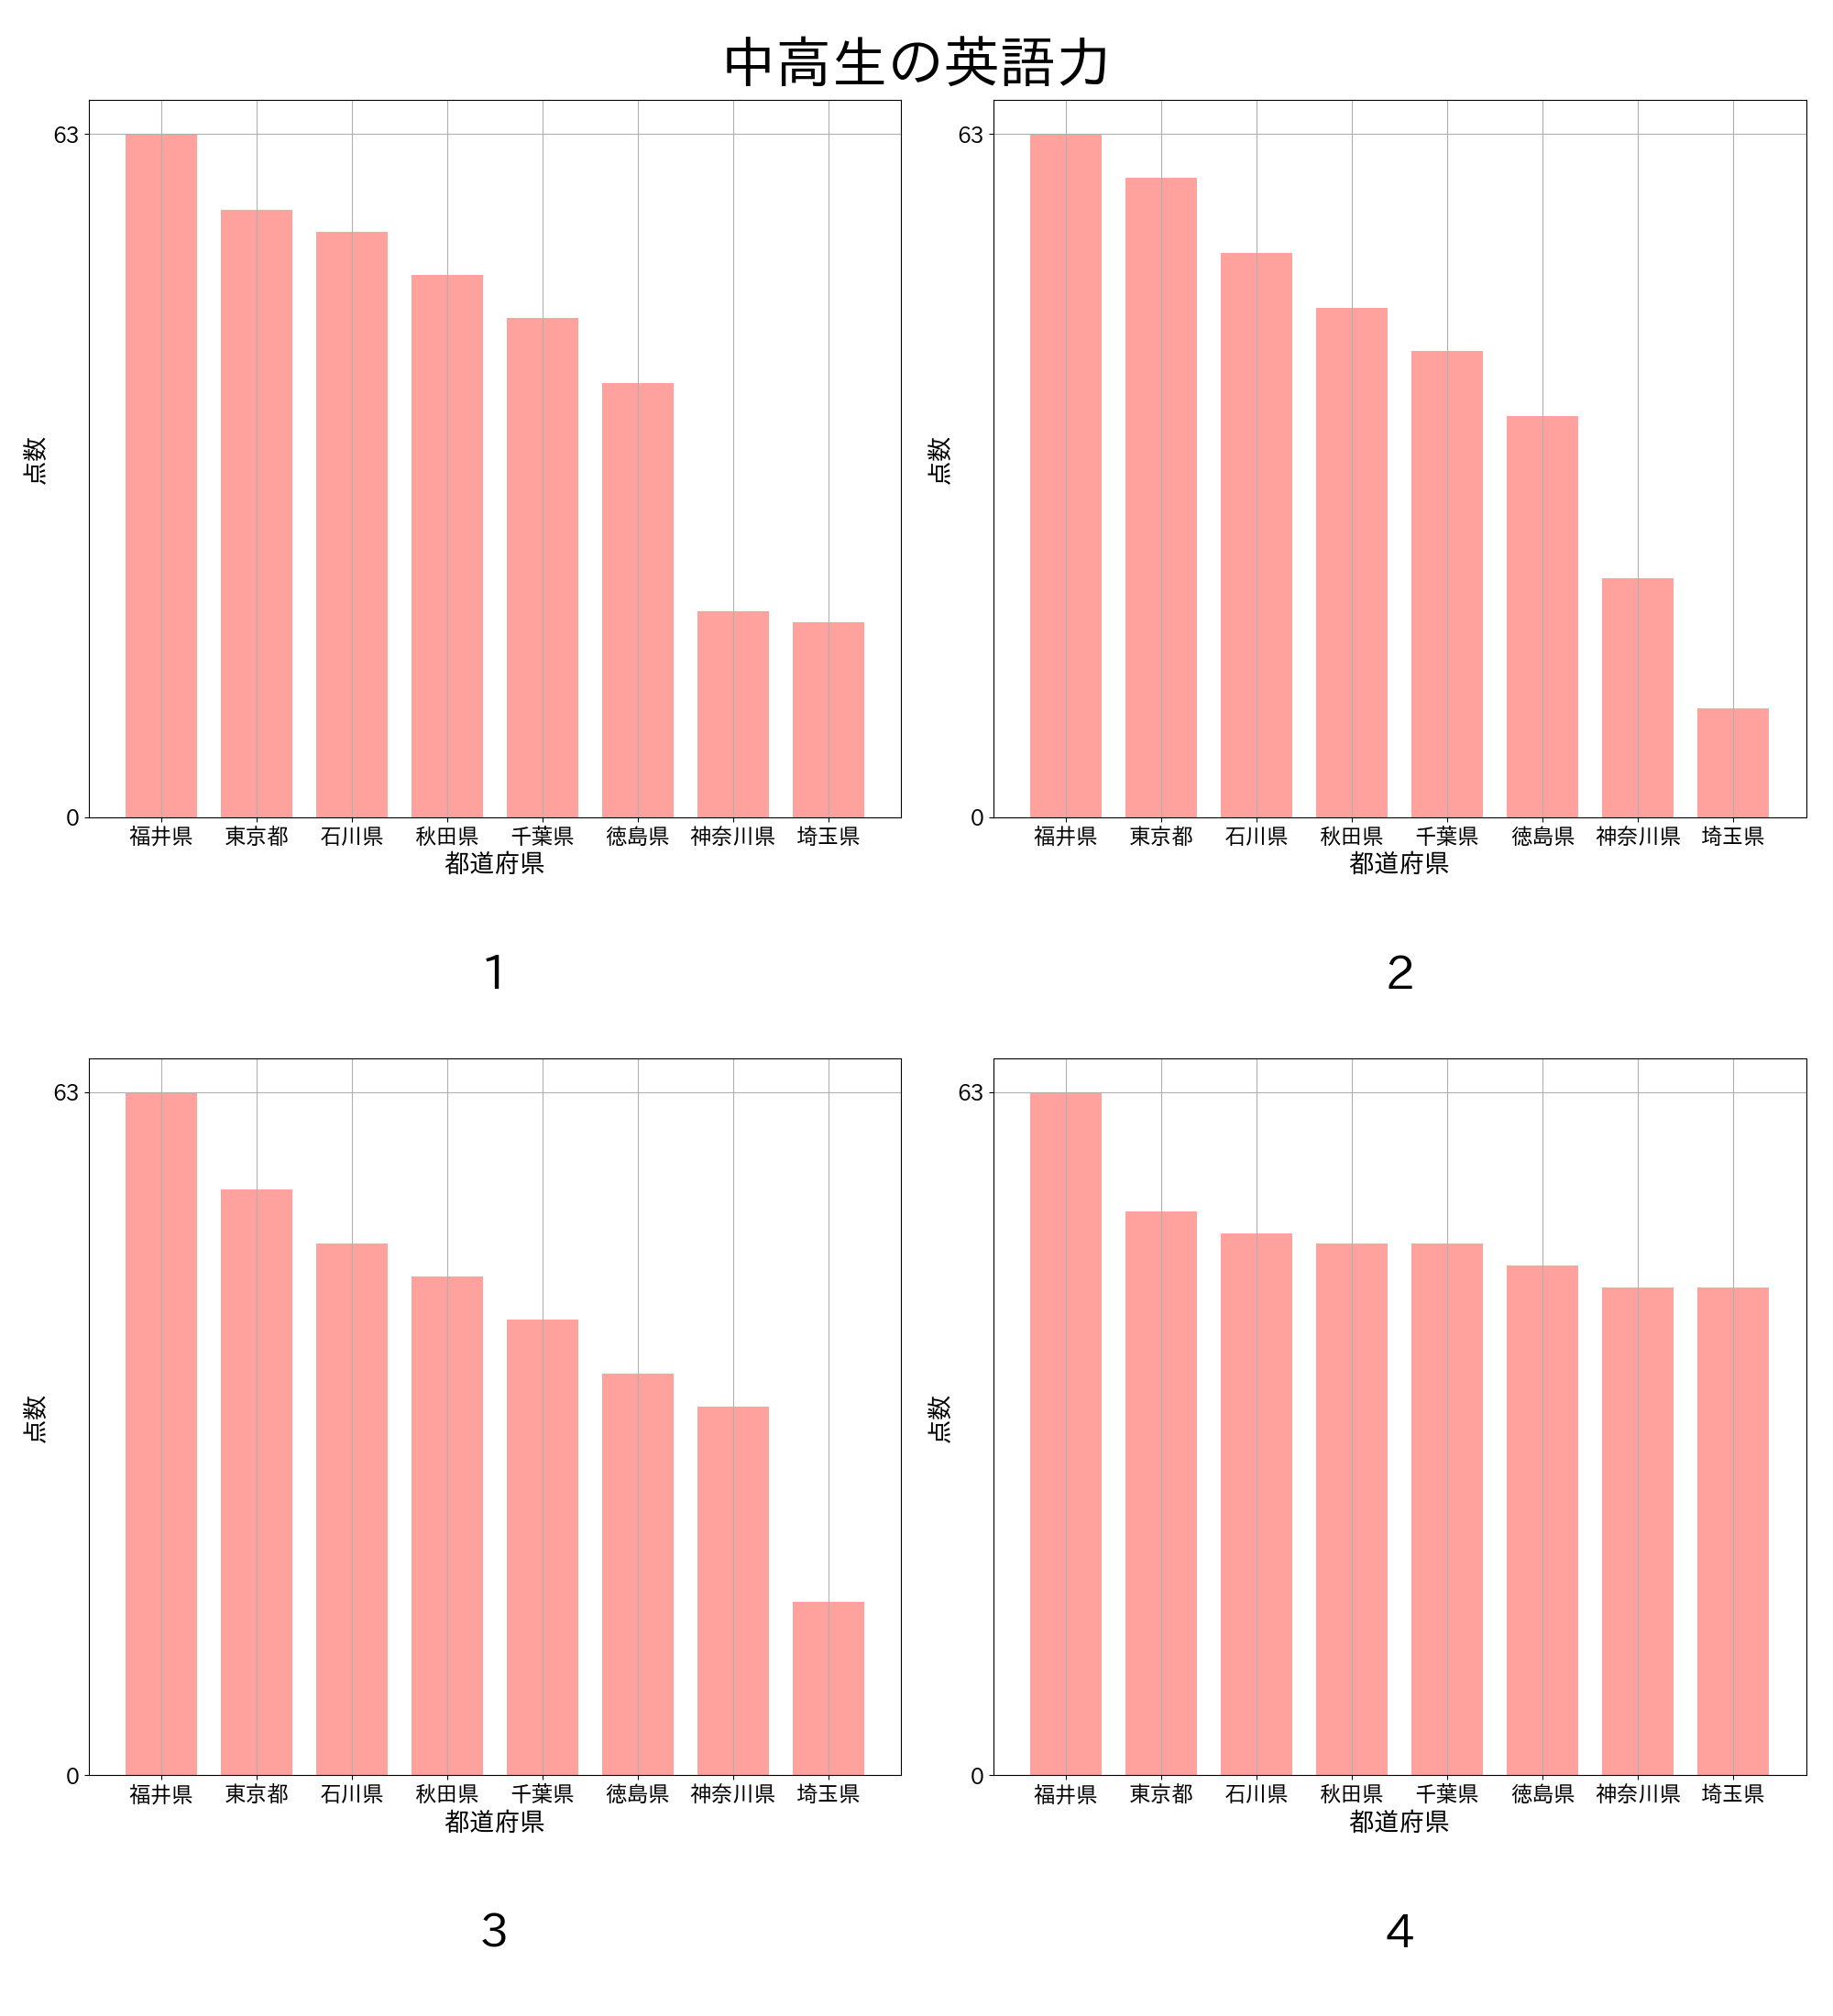 中高生の英語力
63
0
点数
福井県 東京都 石川県 秋田県 千葉県 徳島県 神奈川県 埼玉県
都道府県
1
63
0
点数
福井県 東京都 石川県 秋田県 千葉県 徳島県 神奈川県 埼玉県
都道府県
2
63
0
点数
福井県 東京都 石川県 秋田県 千葉県 徳島県 神奈川県 埼玉県
都道府県
3
63
0
点数
福井県 東京都 石川県 秋田県 千葉県 徳島県 神奈川県 埼玉県
都道府県
4